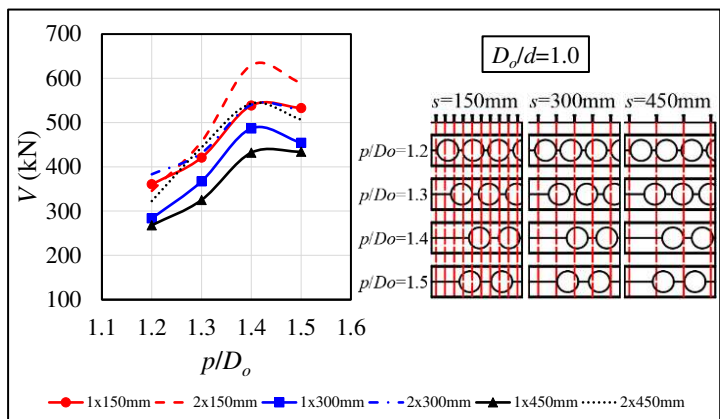 700
600
500
400
300
200
100
V (kN)
1.1 1.2 1.3 1.4 1.5 1.6
p/Do
Do/d=1.0
s=150mm s=300mm s=450mm
p/Do=1.2
p/Do=1.3
p/Do=1.4
p/Do=1.5
1x150mm 2x150mm 1x300mm 2x300mm 1x450mm 2x450mm